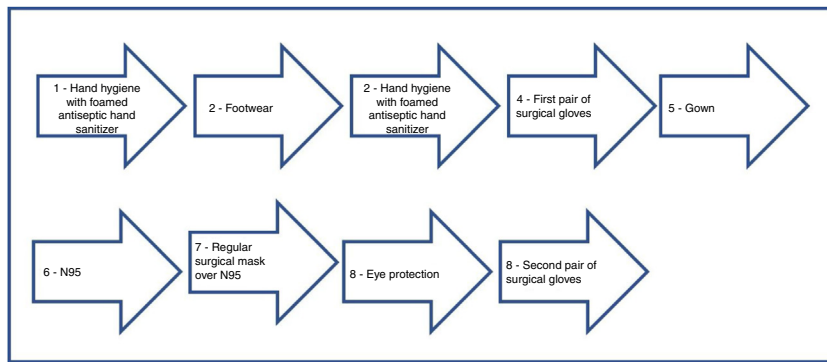 1 - Hand hygiene
with foamed
antiseptic hand
sanitizer
2 - Footwear
2 - Hand hygiene
with foamed
antiseptic hand
sanitizer
4 - First pair of
surgical gloves
5 - Gown
6 - N95
7 - Regular
surgical mask
over N95
8 - Eye protection
8 - Second pair of
surgical gloves